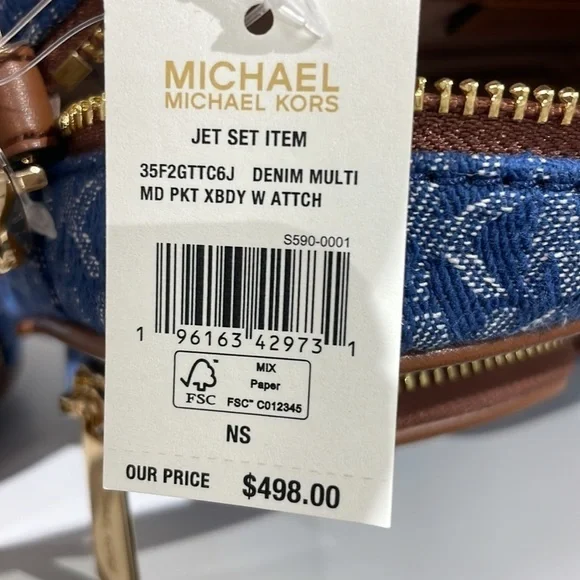 MICHAEL
MICHAEL KORS
JET SET ITEM
35F2GTTC6J DENIM MULTI
MD PKT XBDY W ATTCH
S590-0001
1 96163 42973 1
FSC
MIX
Paper
FSC™ C012345
NS
OUR PRICE $498.00